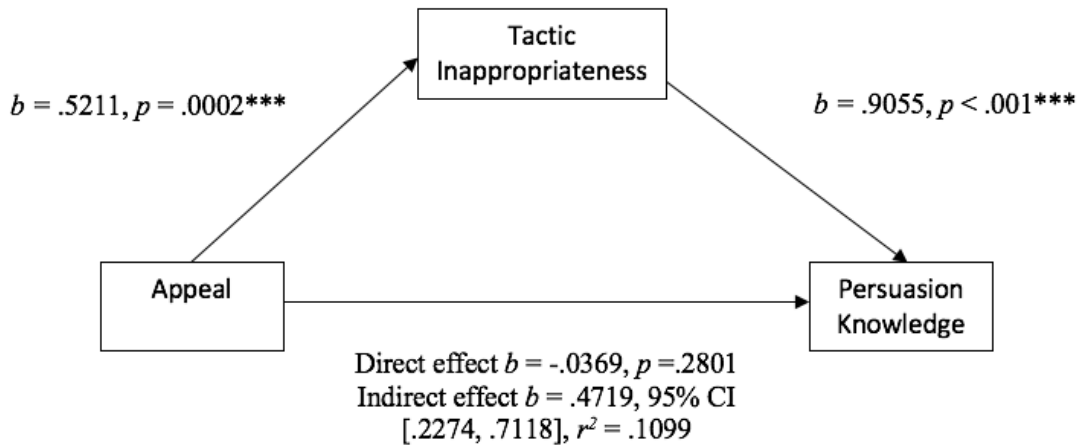 Tactic
Inappropriateness
b = .5211, p = .0002***
b = .9055, p < .001***
Appeal
Persuasion
Knowledge
Direct effect b = -.0369, p =.2801
Indirect effect b = .4719, 95% CI
[.2274, .7118], r² = .1099